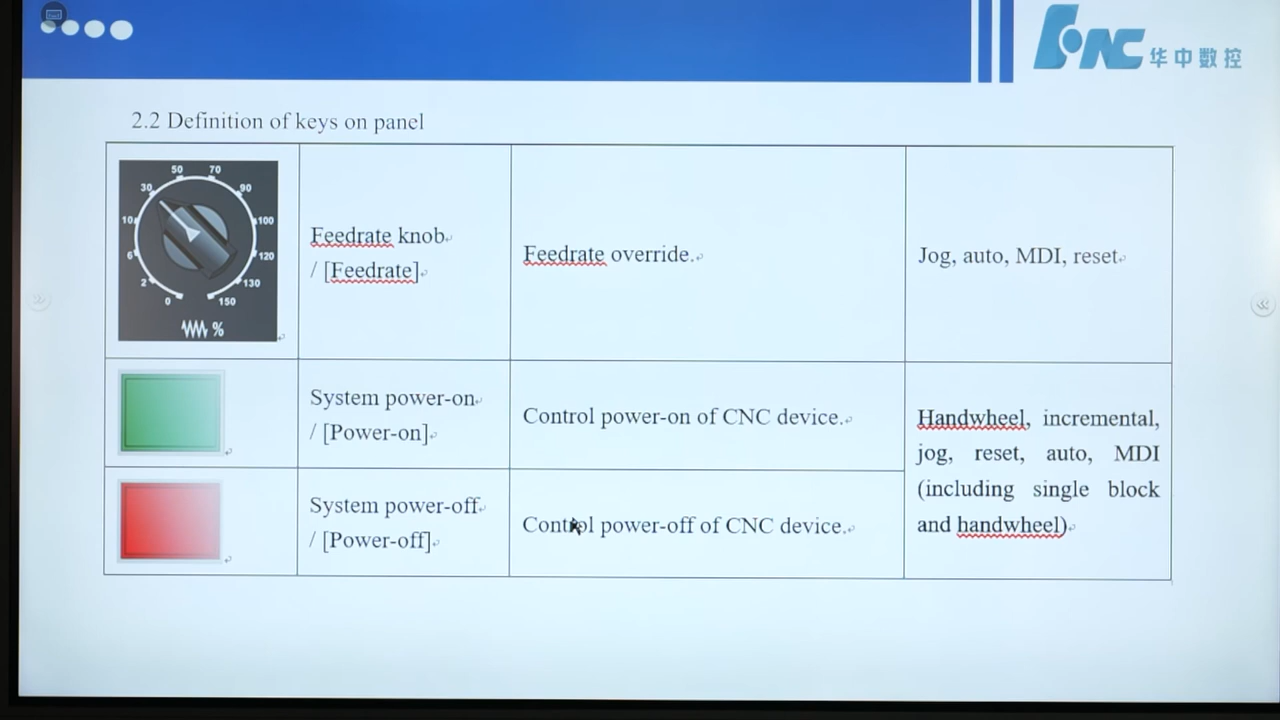 HNC 华中数控
2.2 Definition of keys on panel
50 70
30 90
10 100
6 120
2 130
0 150
%
Feedrate knob
/ [Feedrate]
Feedrate override.
Jog, auto, MDI, reset
System power-on
/ [Power-on]
Control power-on of CNC device.
Handwheel, incremental,
jog, reset, auto, MDI
(including single block
and handwheel)
System power-off
/ [Power-off]
Control power-off of CNC device.